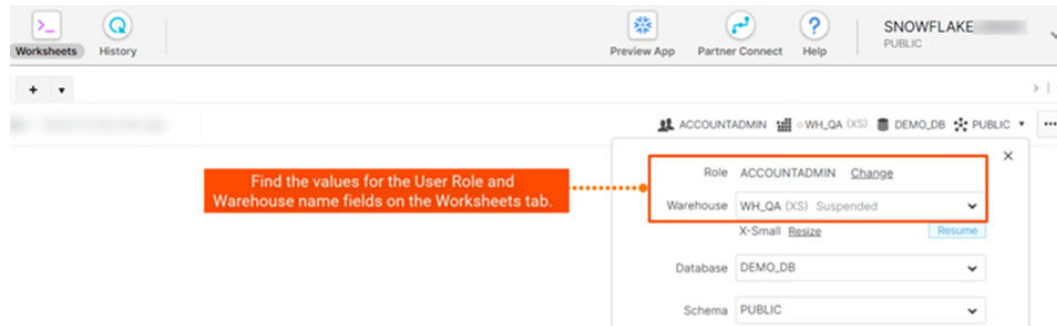 Worksheets History Preview App Partner Connect Help SNOWFLAKE
PUBLIC
ACCOUNTADMIN WH_QA (XS) DEMO_DB PUBLIC
Role ACCOUNTADMIN Change
Find the values for the User Role and
Warehouse name fields on the Worksheets tab.
Warehouse WH_QA (XS) Suspended
X-Small Resize Resume
Database DEMO_DB
Schema PUBLIC